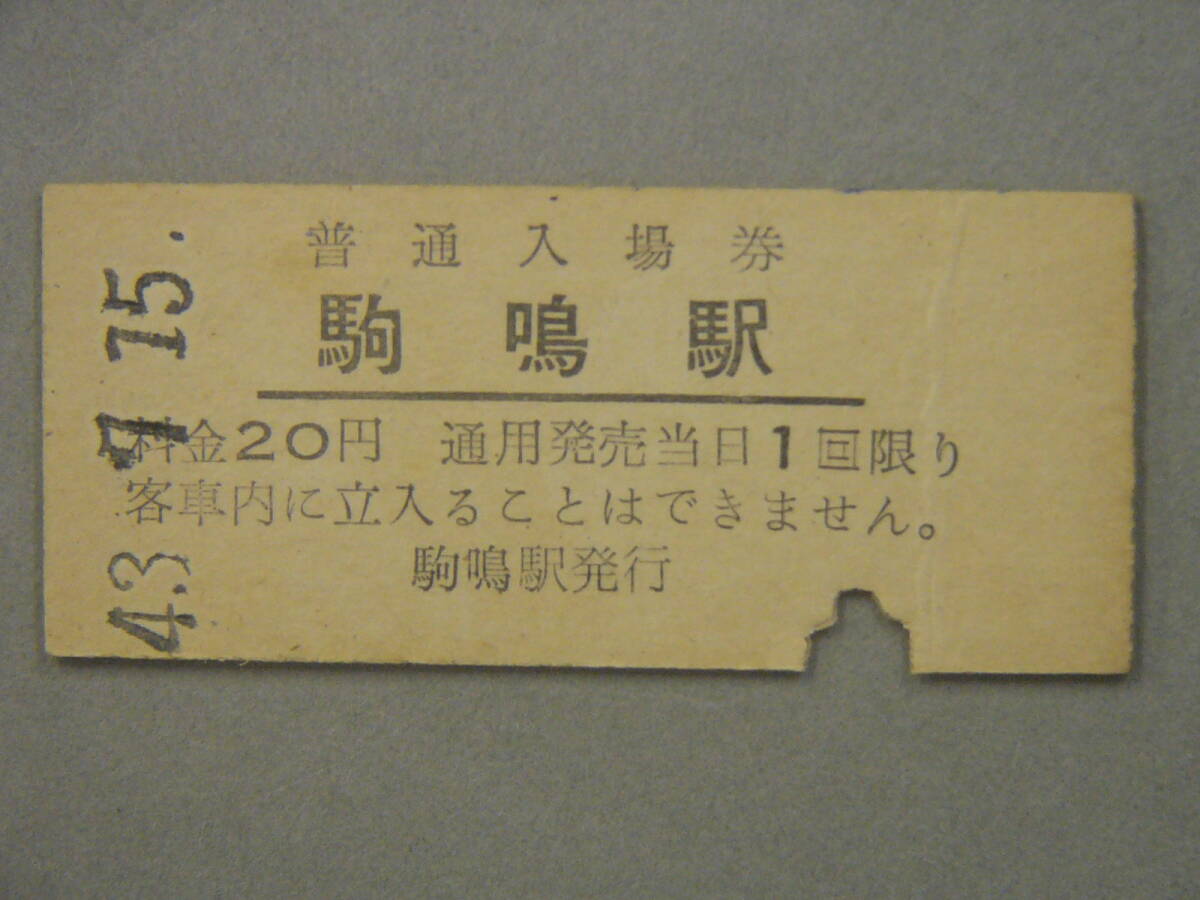 普通入場券
駒鳴駅
料金20円 通用発売当日1回限り
客車内に立入ることはできません。
駒鳴駅発行
43. 7. 15.